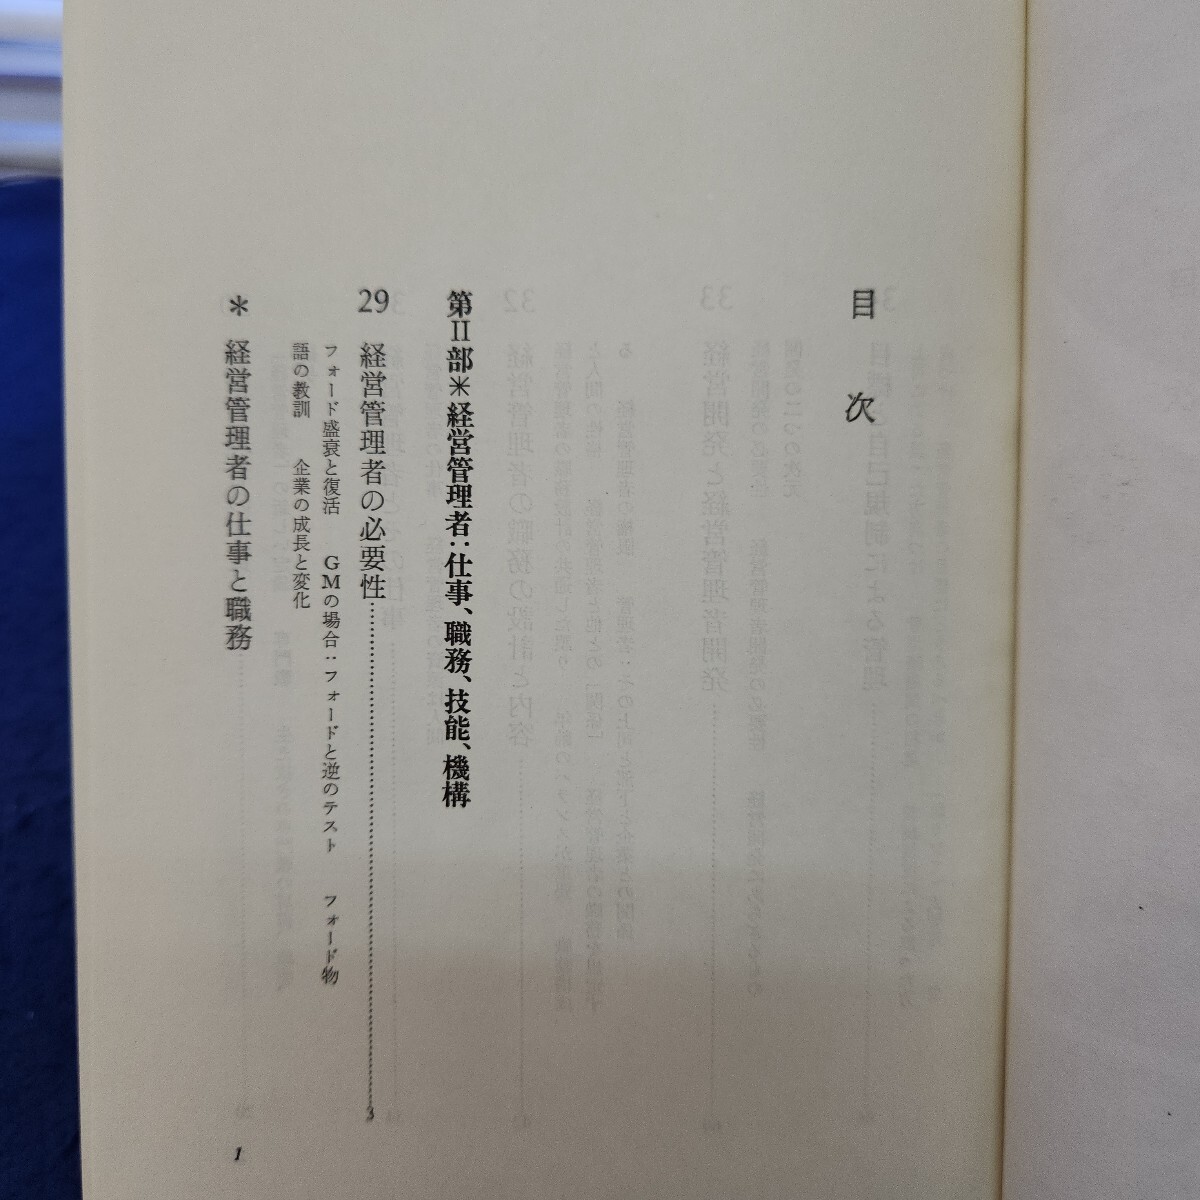 目次
第II部＊経営管理者：仕事、職務、技能、機構
29 経営管理者の必要性……3
フォード盛衰と復活 GMの場合：フォードと逆のテスト フォード物
語の教訓 企業の成長と変化
＊ 経営管理者の仕事と職務
1